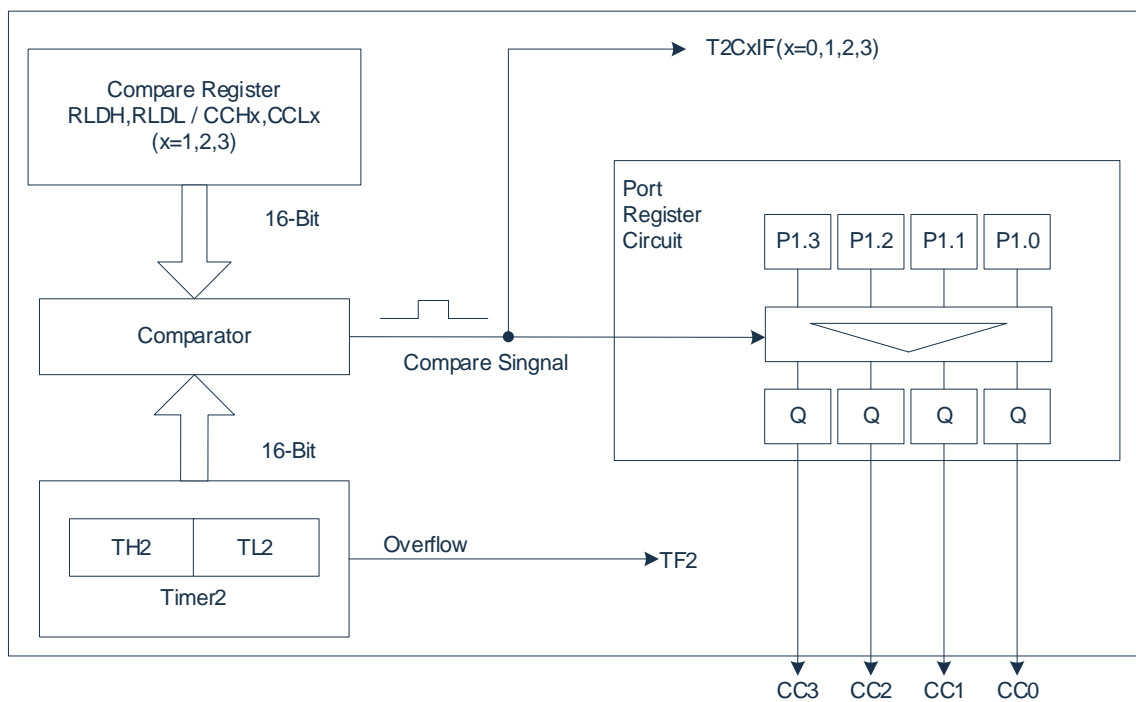 T2CxIF(x=0,1,2,3)
Compare Register
RLDH,RLDL / CCHx,CCLx
(x=1,2,3)
16-Bit
Port
Register
Circuit
P1.3 P1.2 P1.1 P1.0
Comparator
Compare Singnal
Q Q Q Q
16-Bit
TH2 TL2
Timer2
Overflow
TF2
CC3 CC2 CC1 CC0